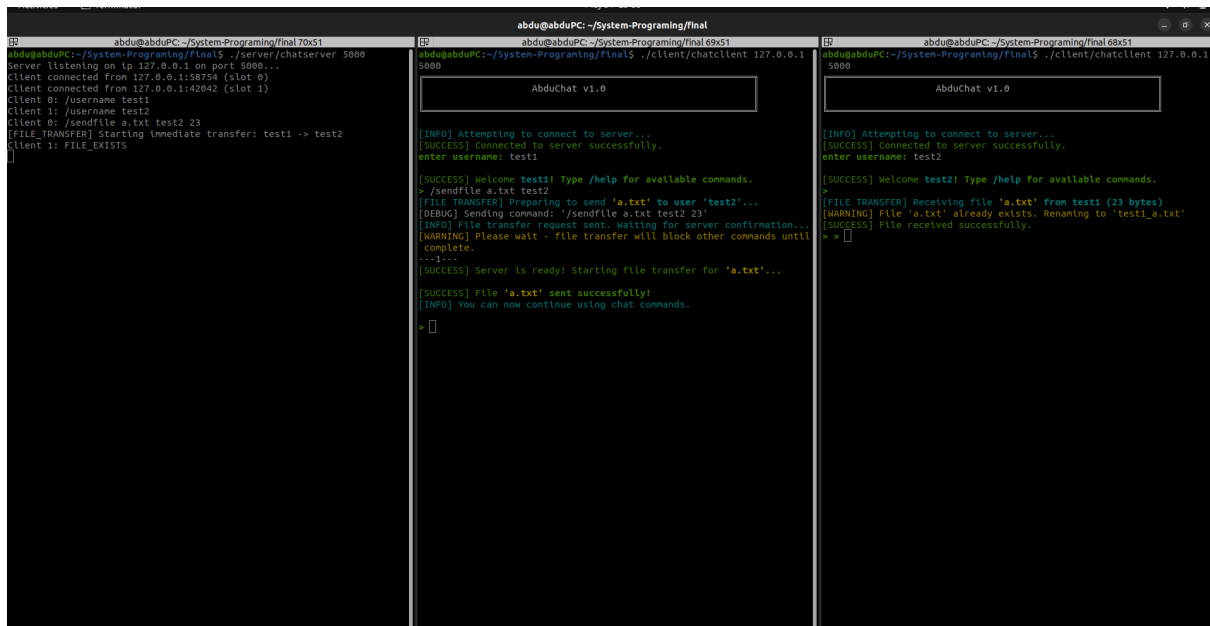 abdu@abduPC: ~/System-Programing/final
abdu@abduPC: ~/System-Programing/final 70x51
abdu@abduPC:~/System-Programing/final$ ./server/chatserver 5000
Server listening on ip 127.0.0.1 on port 5000...
Client connected from 127.0.0.1:58754 (slot 0)
Client connected from 127.0.0.1:42042 (slot 1)
Client 0: /username test1
Client 1: /username test2
Client 0: /sendfile a.txt test2 23
[FILE_TRANSFER] Starting immediate transfer: test1 -> test2
Client 1: FILE_EXISTS
abdu@abduPC: ~/System-Programing/final 69x51
abdu@abduPC:~/System-Programing/final$ ./client/chatclient 127.0.0.1
5000
AbduChat v1.0
[INFO] Attempting to connect to server...
[SUCCESS] Connected to server successfully.
enter username: test1
[SUCCESS] Welcome test1! Type /help for available commands.
> /sendfile a.txt test2
[FILE TRANSFER] Preparing to send 'a.txt' to user 'test2'...
[DEBUG] Sending command: '/sendfile a.txt test2 23'
[INFO] File transfer request sent. Waiting for server confirmation...
[WARNING] Please wait - file transfer will block other commands until
complete.
---1---
[SUCCESS] Server is ready! Starting file transfer for 'a.txt'...
[SUCCESS] File 'a.txt' sent successfully!
[INFO] You can now continue using chat commands.
>
abdu@abduPC: ~/System-Programing/final 68x51
abdu@abduPC:~/System-Programing/final$ ./client/chatclient 127.0.0.1
5000
AbduChat v1.0
[INFO] Attempting to connect to server...
[SUCCESS] Connected to server successfully.
enter username: test2
[SUCCESS] Welcome test2! Type /help for available commands.
>
[FILE TRANSFER] Receiving file 'a.txt' from test1 (23 bytes)
[WARNING] File 'a.txt' already exists. Renaming to 'test1_a.txt'
[SUCCESS] File received successfully.
> >